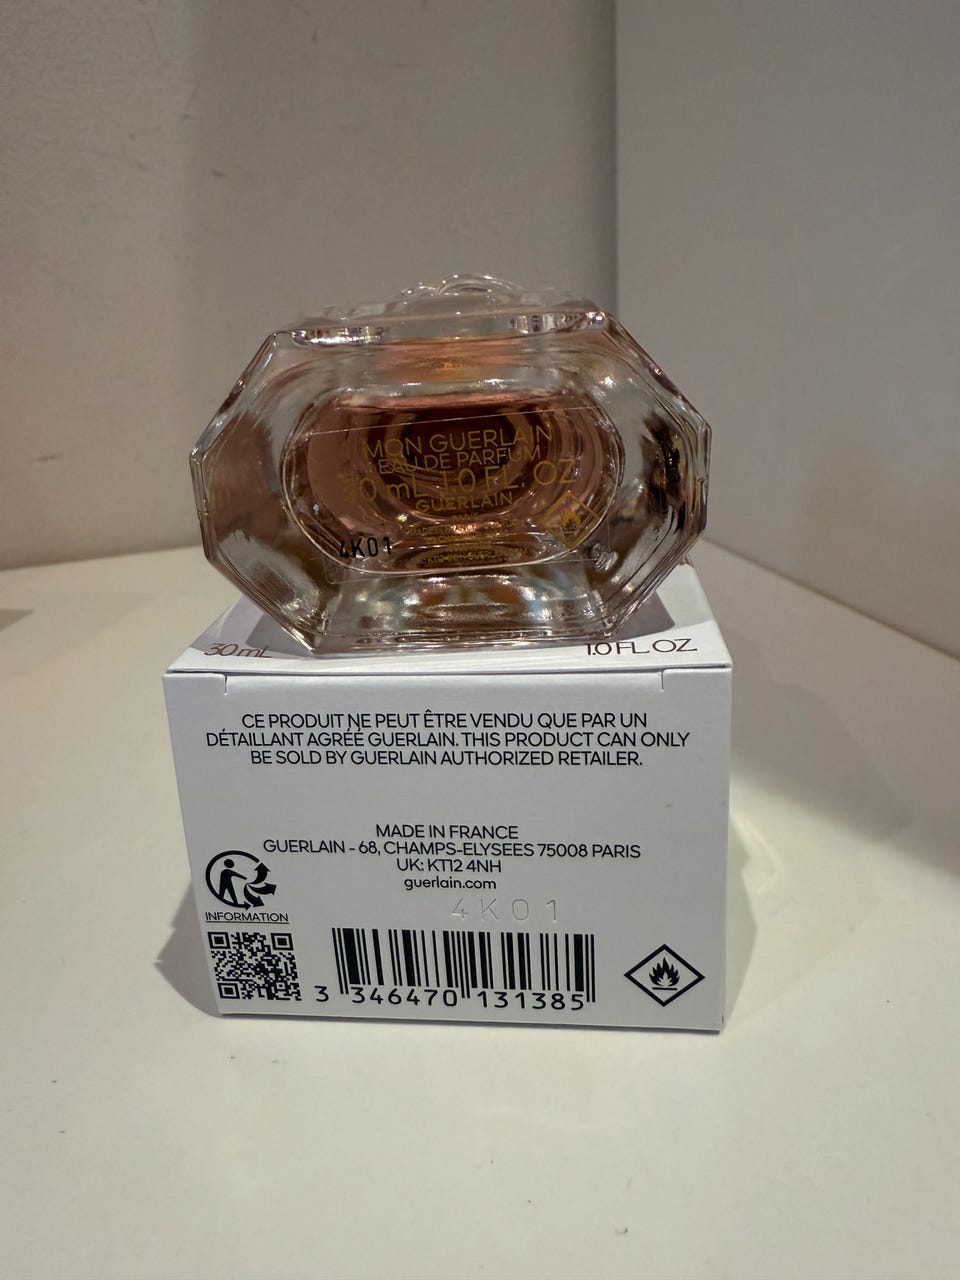 MON GUERLAIN
EAU DE PARFUM
30 mL 1.0 FL. OZ
GUERLAIN
4K01
30 mL 1.0 FL OZ
CE PRODUIT NE PEUT ÊTRE VENDU QUE PAR UN
DÉTAILLANT AGRÉÉ GUERLAIN. THIS PRODUCT CAN ONLY
BE SOLD BY GUERLAIN AUTHORIZED RETAILER.
MADE IN FRANCE
GUERLAIN - 68, CHAMPS-ELYSEES 75008 PARIS
UK: KT12 4NH
guerlain.com
4K01
INFORMATION
3 346470 131385